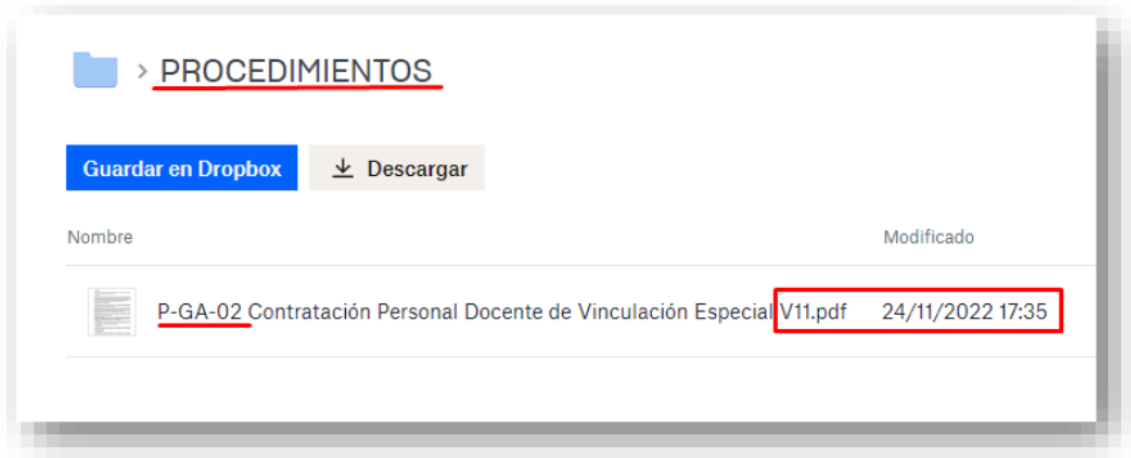 > PROCEDIMIENTOS
Guardar en Dropbox Descargar
Nombre Modificado
P-GA-02 Contratación Personal Docente de Vinculación Especial V11.pdf 24/11/2022 17:35